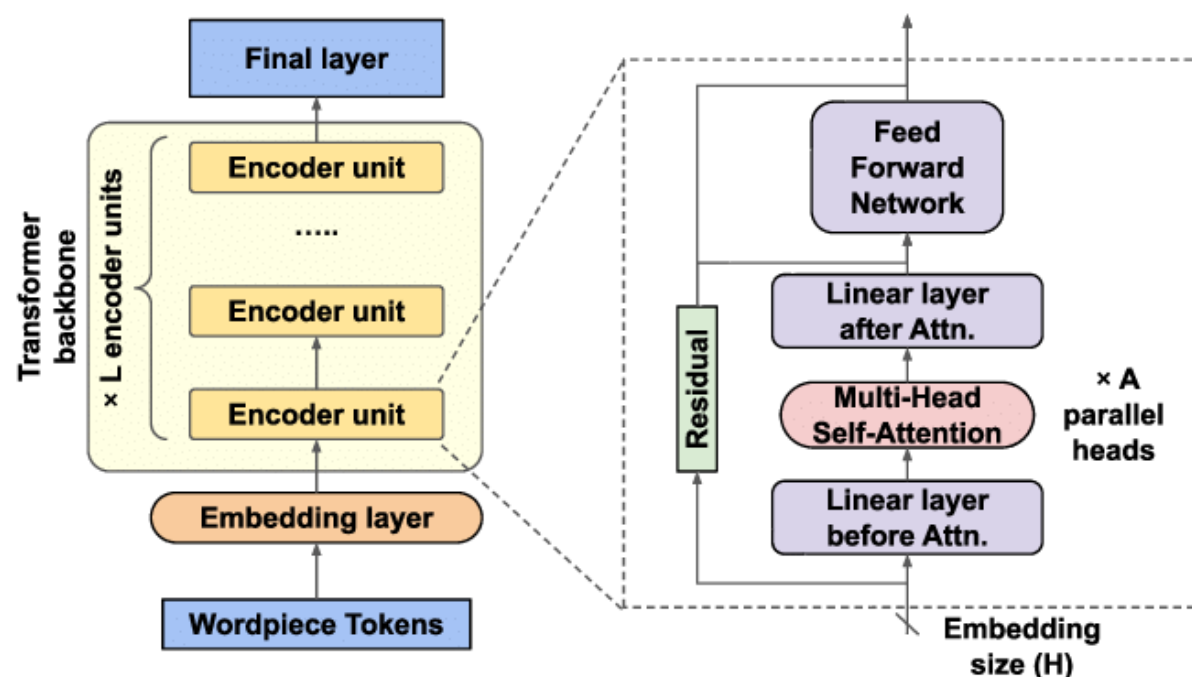 Final layer
Encoder unit
.....
Encoder unit
Encoder unit
Transformer
backbone
× L encoder units
Embedding layer
Wordpiece Tokens
Feed
Forward
Network
Linear layer
after Attn.
Multi-Head
Self-Attention
Linear layer
before Attn.
Residual
× A
parallel
heads
Embedding
size (H)